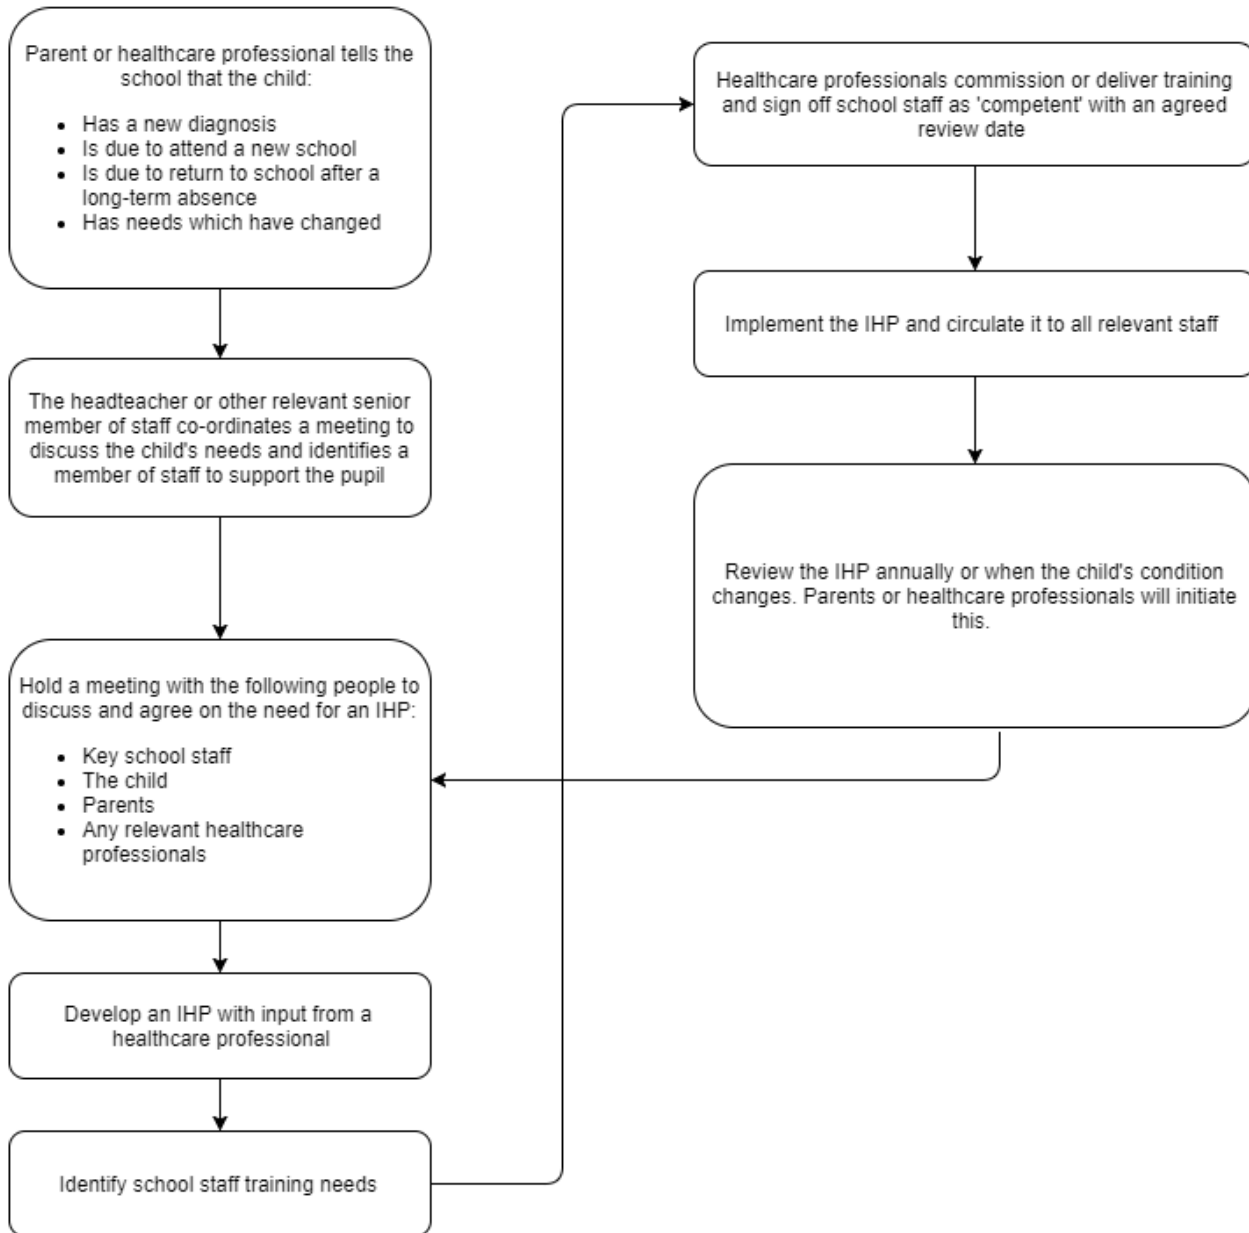 Parent or healthcare professional tells the
school that the child:
• Has a new diagnosis
• Is due to attend a new school
• Is due to return to school after a
long-term absence
• Has needs which have changed
The headteacher or other relevant senior
member of staff co-ordinates a meeting to
discuss the child's needs and identifies a
member of staff to support the pupil
Hold a meeting with the following people to
discuss and agree on the need for an IHP:
• Key school staff
• The child
• Parents
• Any relevant healthcare
professionals
Develop an IHP with input from a
healthcare professional
Identify school staff training needs
Healthcare professionals commission or deliver training
and sign off school staff as 'competent' with an agreed
review date
Implement the IHP and circulate it to all relevant staff
Review the IHP annually or when the child's condition
changes. Parents or healthcare professionals will initiate
this.